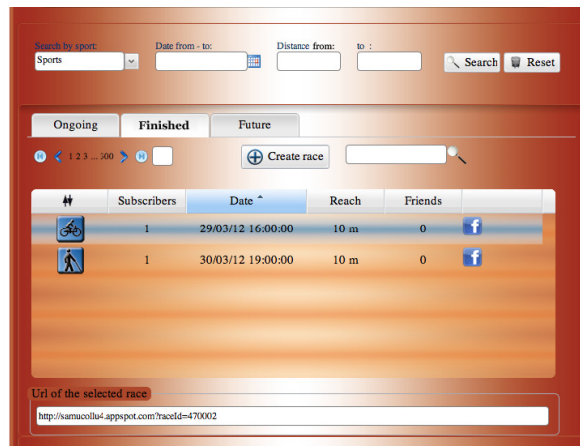 Search by sport: Date from - to: Distance from: to :
Sports Search Reset
Ongoing Finished Future
1 2 3 ... 300 Create race
Subscribers Date Reach Friends
1 29/03/12 16:00:00 10 m 0 f
1 30/03/12 19:00:00 10 m 0 f
Url of the selected race
http://samucollu4.appspot.com?raceId=470002